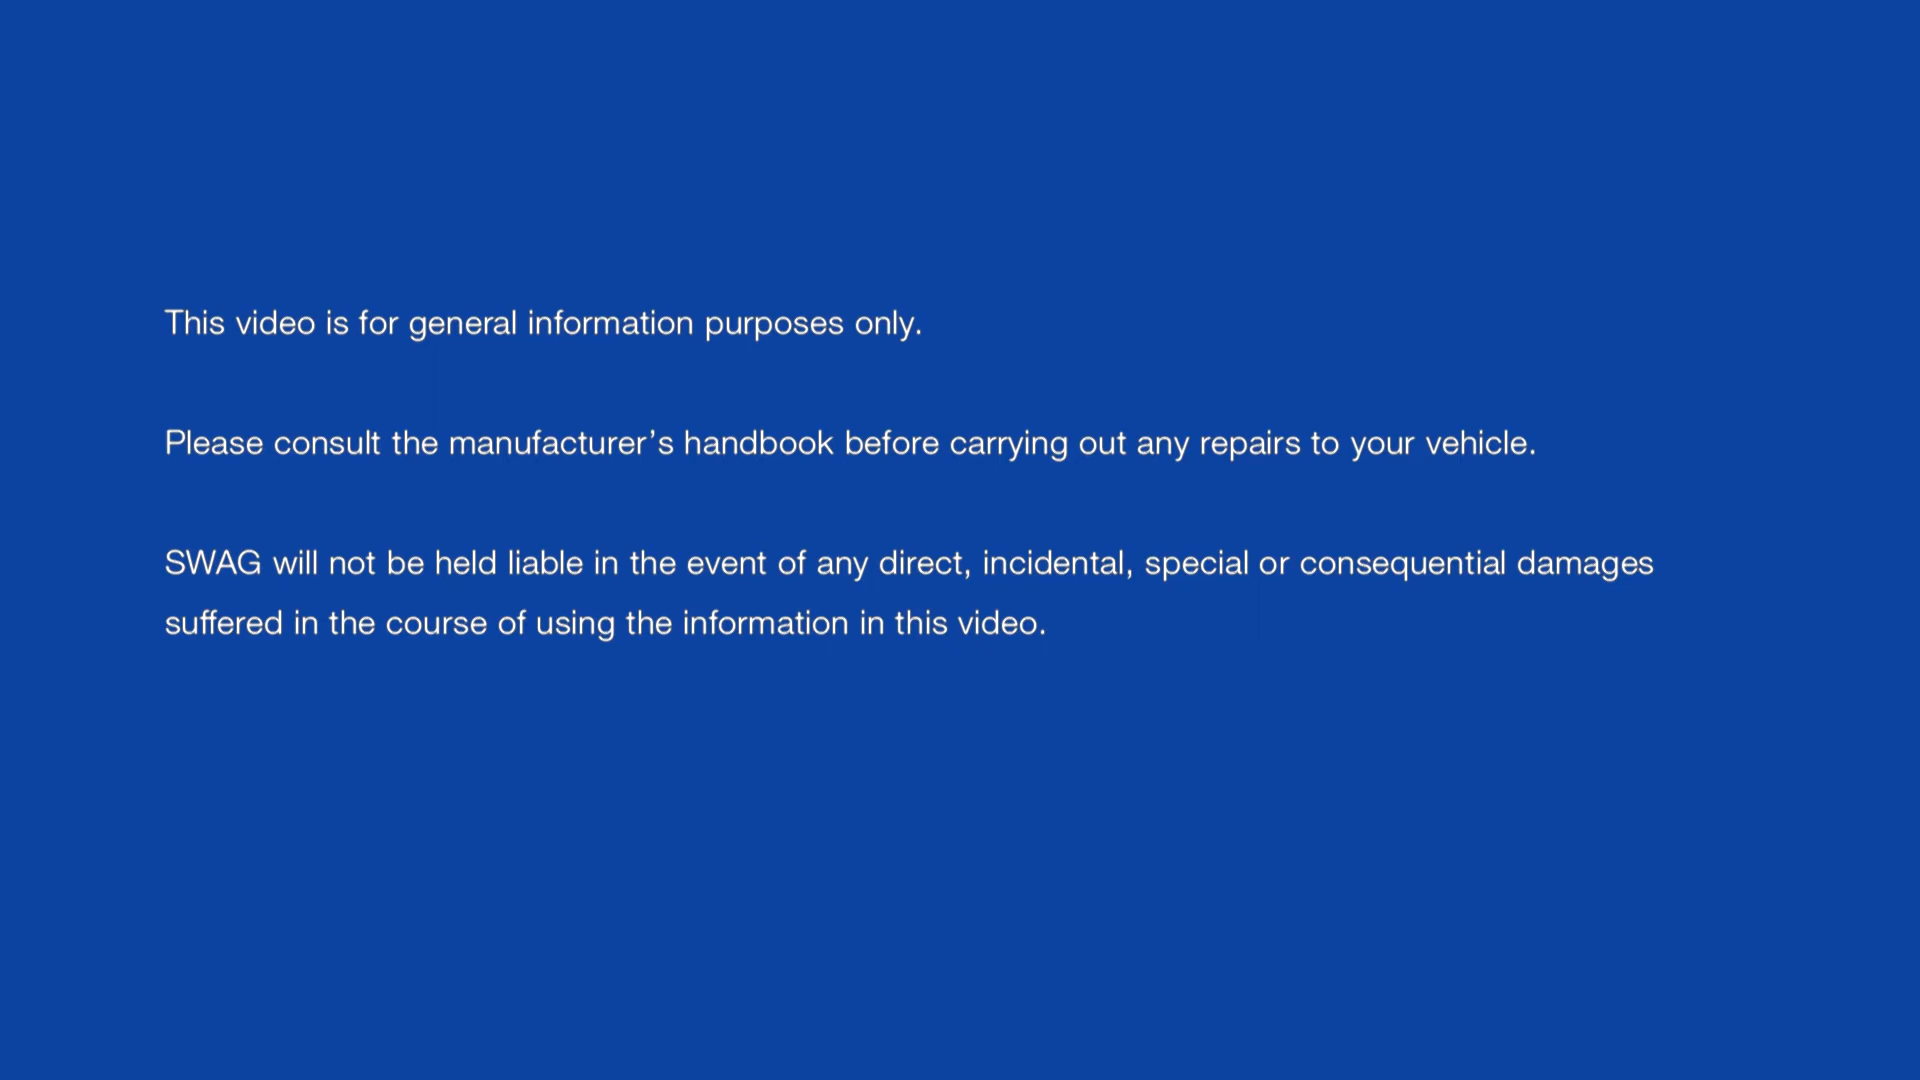 This video is for general information purposes only.
Please consult the manufacturer’s handbook before carrying out any repairs to your vehicle.
SWAG will not be held liable in the event of any direct, incidental, special or consequential damages
suffered in the course of using the information in this video.